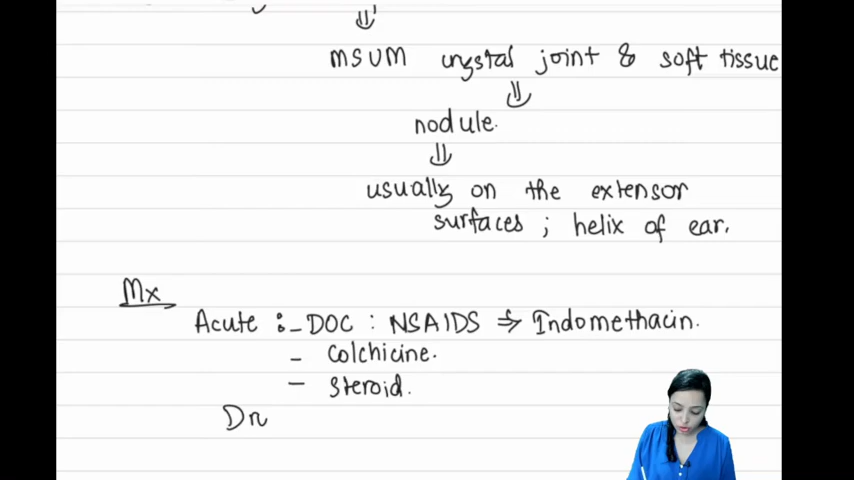 ⇓
MSUM crystal joint & soft tissue
⇓
nodule.
⇓
usually on the extensor
surfaces ; helix of ear.
Mx
Acute :- DOC : NSAIDS ⇒ Indomethacin.
- Colchicine.
- Steroid.
Dr